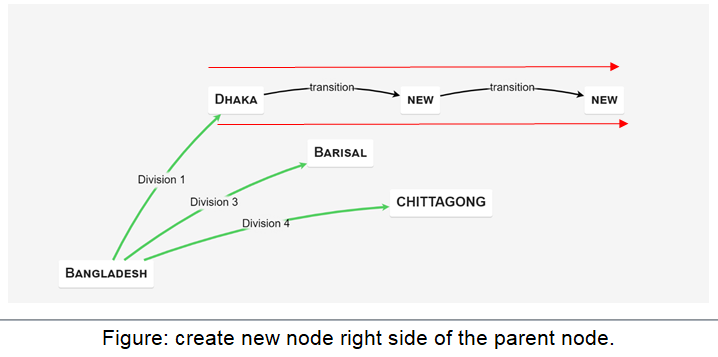 DHAKA transition NEW transition NEW
BARISAL
Division 1
Division 3
CHITTAGONG
Division 4
BANGLADESH
Figure: create new node right side of the parent node.